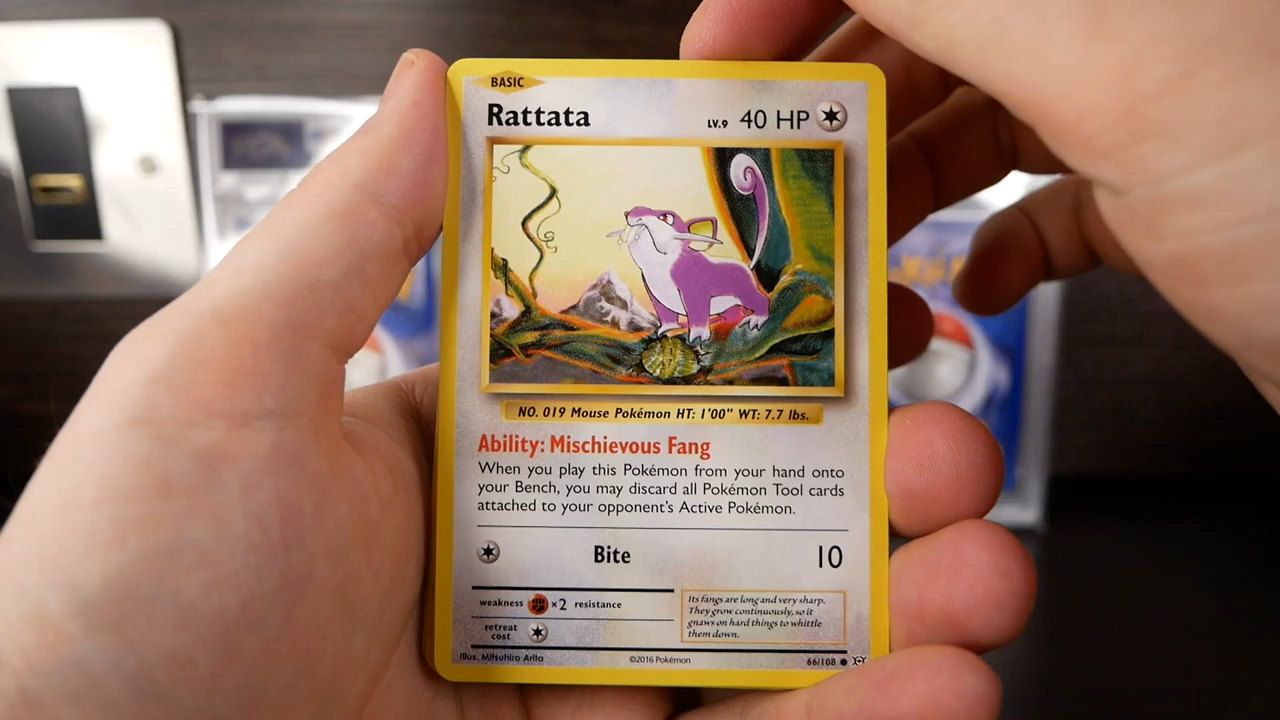 BASIC
Rattata LV.9 40 HP
NO. 019 Mouse Pokémon HT: 1'00" WT: 7.7 lbs.
Ability: Mischievous Fang
When you play this Pokémon from your hand onto
your Bench, you may discard all Pokémon Tool cards
attached to your opponent's Active Pokémon.
Bite 10
weakness ×2 resistance
retreat
cost
Its fangs are long and very sharp.
They grow continuously, so it
gnaws on hard things to whittle
them down.
Illus. Mitsuhiro Arita ©2016 Pokémon 66/108 XY